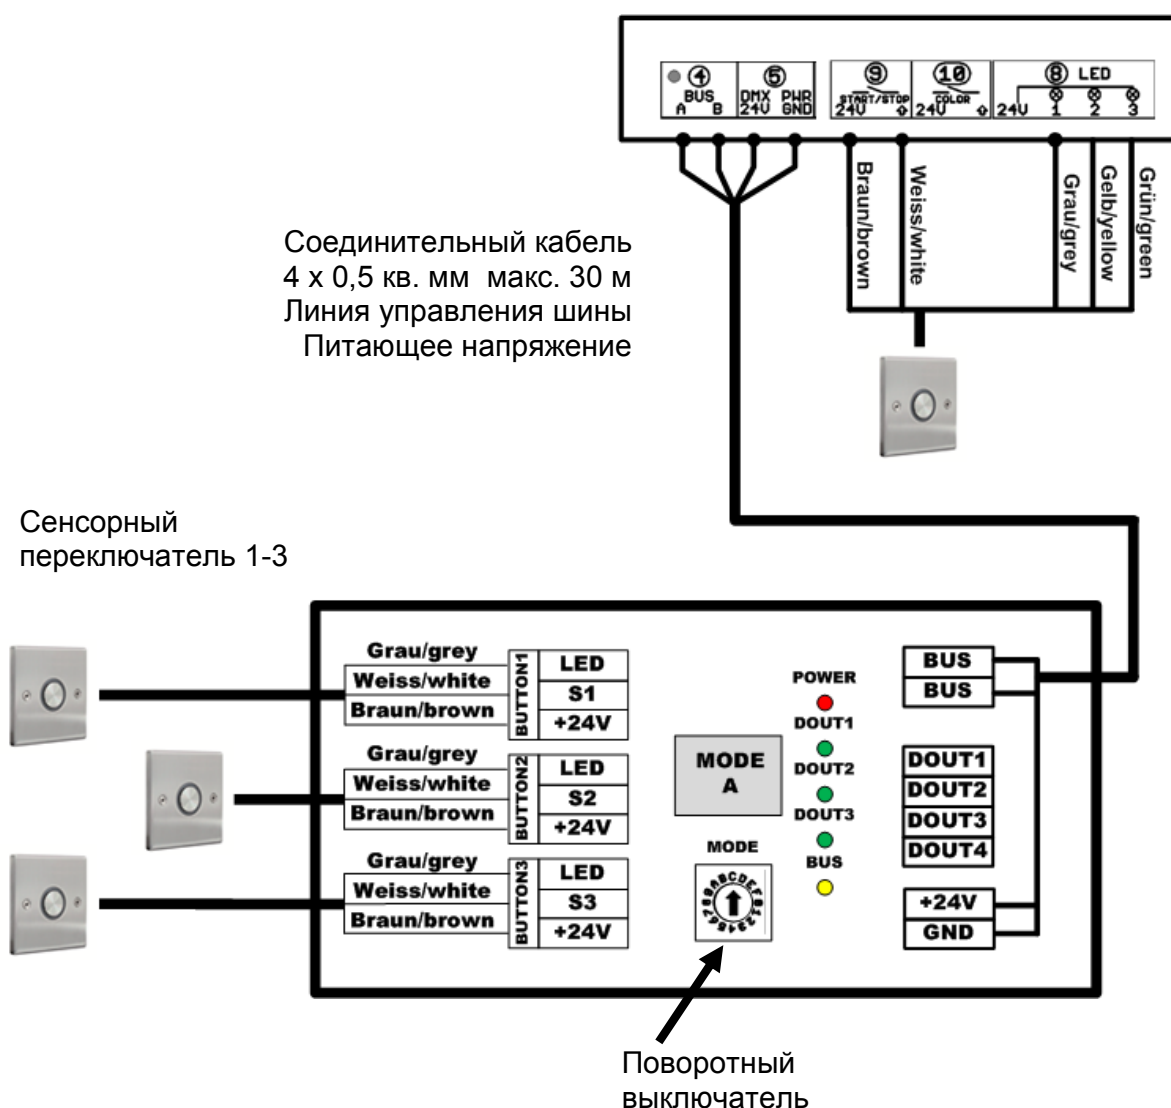 ④ ⑤ ⑨ ⑩ ⑧ LED
BUS DMX PWR START/STOP COLOR
A B 24V GND 24V ⇧ 24V ⇧ 24V 1 2 3
Braun/brown
Weiss/white
Grau/grey
Gelb/yellow
Grün/green
Соединительный кабель
4 x 0,5 кв. мм макс. 30 м
Линия управления шины
Питающее напряжение
Сенсорный
переключатель 1-3
Grau/grey
Weiss/white
Braun/brown
BUTTON1
LED
S1
+24V
Grau/grey
Weiss/white
Braun/brown
BUTTON2
LED
S2
+24V
Grau/grey
Weiss/white
Braun/brown
BUTTON3
LED
S3
+24V
MODE
A
MODE
POWER
DOUT1
DOUT2
DOUT3
BUS
BUS
BUS
DOUT1
DOUT2
DOUT3
DOUT4
+24V
GND
Поворотный
выключатель